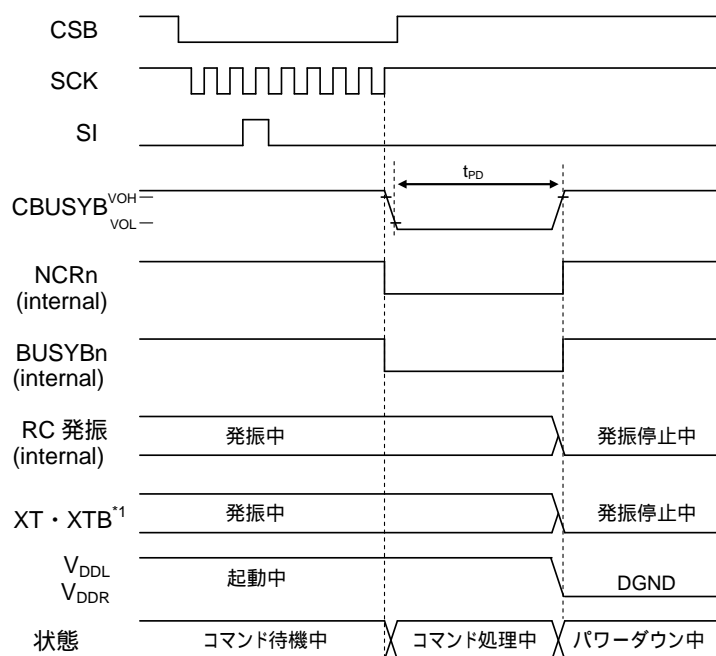 CSB
SCK
SI
tPD
CBUSYB VOH
VOL
NCRn
(internal)
BUSYBn
(internal)
RC 発振
(internal)
発振中
発振停止中
XT・XTB*1
発振中
発振停止中
VDDL
VDDR
起動中
DGND
状態
コマンド待機中
コマンド処理中
パワーダウン中